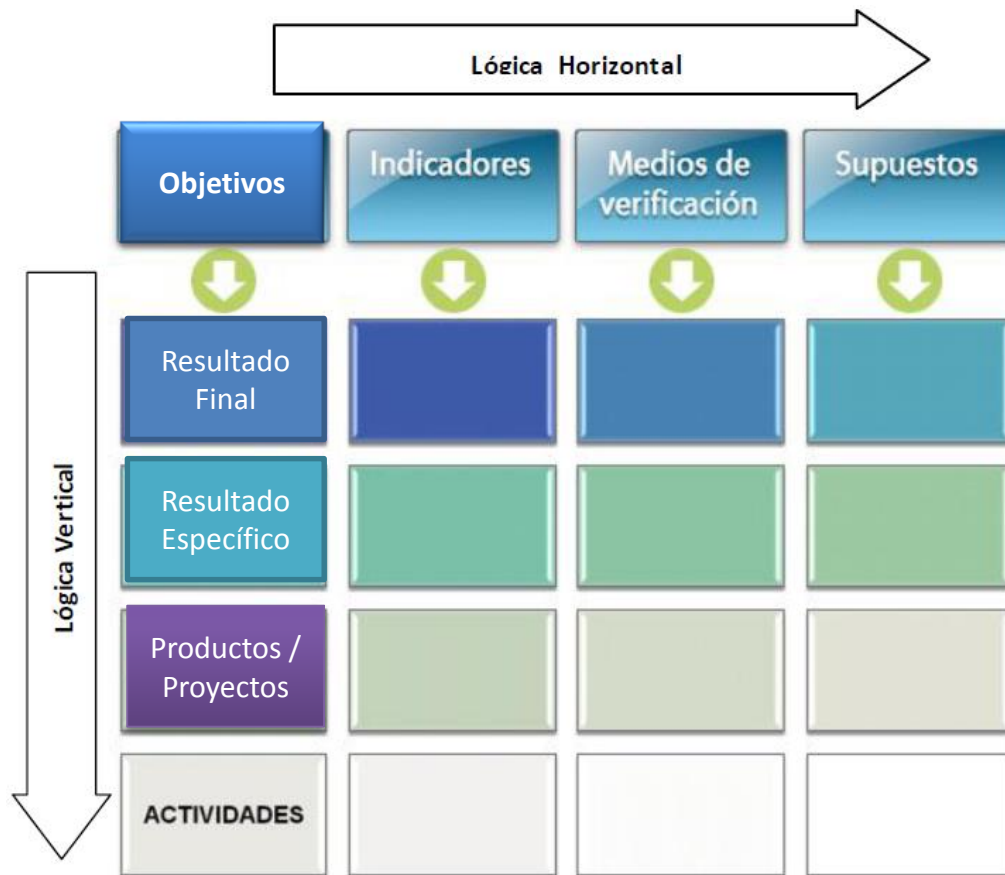 Lógica Horizontal
Objetivos
Indicadores
Medios de
verificación
Supuestos
Lógica Vertical
Resultado
Final
Resultado
Específico
Productos /
Proyectos
ACTIVIDADES